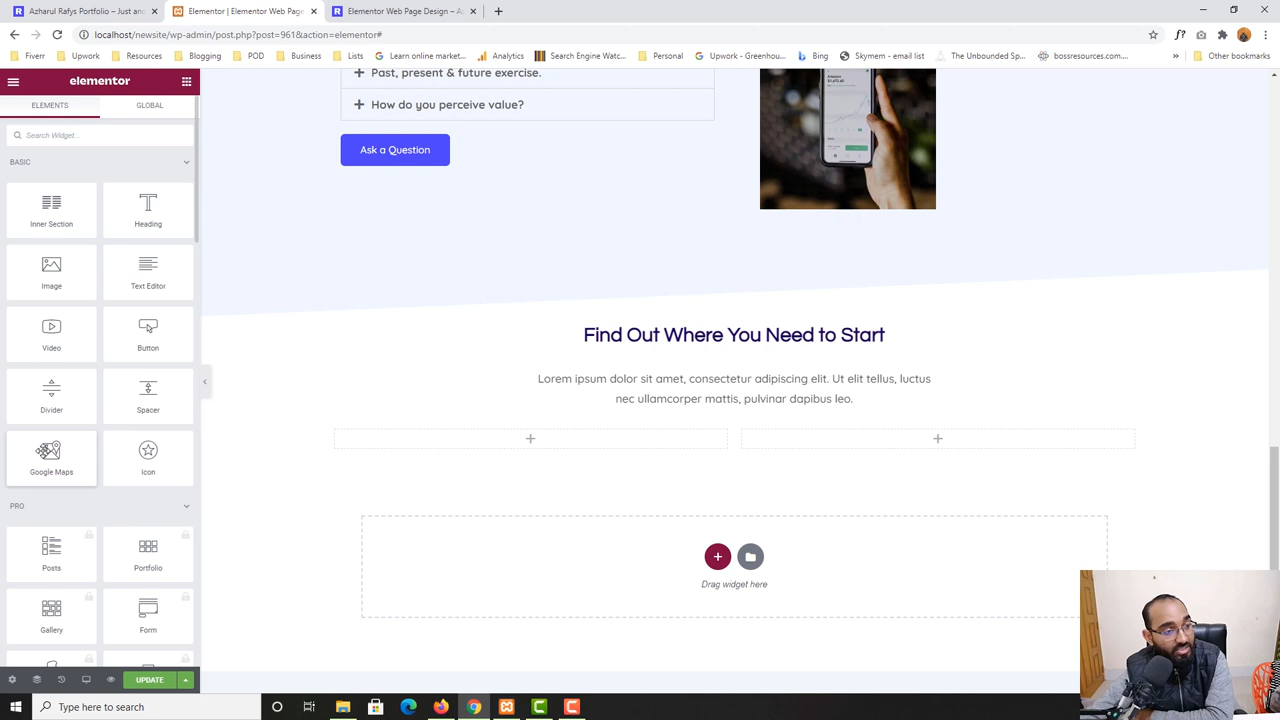 Azharul Rafys Portfolio – Just and
Elementor | Elementor Web Page
Elementor Web Page Design – Az
localhost/newsite/wp-admin/post.php?post=961&action=elementor#
Fiverr
Upwork
Resources
Blogging
POD
Business
Lists
Learn online market...
Analytics
Search Engine Watc...
Personal
Upwork - Greenhou...
Bing
Skymem - email list
The Unbounded Sp...
bossresources.com...
»
Other bookmarks
elementor
ELEMENTS
GLOBAL
Search Widget...
BASIC
Inner Section
Heading
Image
Text Editor
Video
Button
Divider
Spacer
Google Maps
Icon
PRO
Posts
Portfolio
Gallery
Form
UPDATE
Past, present & future exercise.
How do you perceive value?
Ask a Question
Find Out Where You Need to Start
Lorem ipsum dolor sit amet, consectetur adipiscing elit. Ut elit tellus, luctus
nec ullamcorper mattis, pulvinar dapibus leo.
Drag widget here
Type here to search